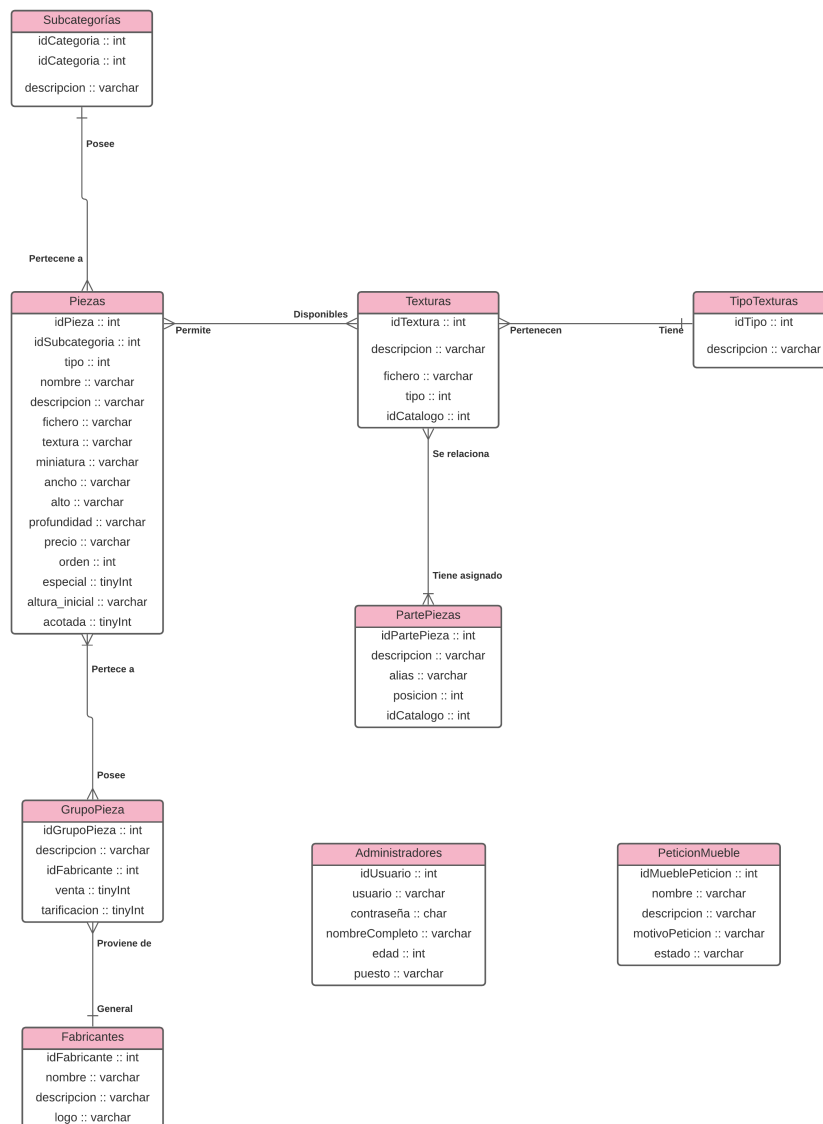 Subcategorías
idCategoria :: int
idCategoria :: int
descripcion :: varchar
Posee
Pertecene a
Piezas
idPieza :: int
idSubcategoria :: int
tipo :: int
nombre :: varchar
descripcion :: varchar
fichero :: varchar
textura :: varchar
miniatura :: varchar
ancho :: varchar
alto :: varchar
profundidad :: varchar
precio :: varchar
orden :: int
especial :: tinyInt
altura_inicial :: varchar
acotada :: tinyInt
Permite
Disponibles
Texturas
idTextura :: int
descripcion :: varchar
fichero :: varchar
tipo :: int
idCatalogo :: int
Pertenecen
Tiene
TipoTexturas
idTipo :: int
descripcion :: varchar
Se relaciona
Tiene asignado
PartePiezas
idPartePieza :: int
descripcion :: varchar
alias :: varchar
posicion :: int
idCatalogo :: int
Pertece a
Posee
GrupoPieza
idGrupoPieza :: int
descripcion :: varchar
idFabricante :: int
venta :: tinyInt
tarificacion :: tinyInt
Proviene de
General
Fabricantes
idFabricante :: int
nombre :: varchar
descripcion :: varchar
logo :: varchar
Administradores
idUsuario :: int
usuario :: varchar
contraseña :: char
nombreCompleto :: varchar
edad :: int
puesto :: varchar
PeticionMueble
idMueblePeticion :: int
nombre :: varchar
descripcion :: varchar
motivoPeticion :: varchar
estado :: varchar